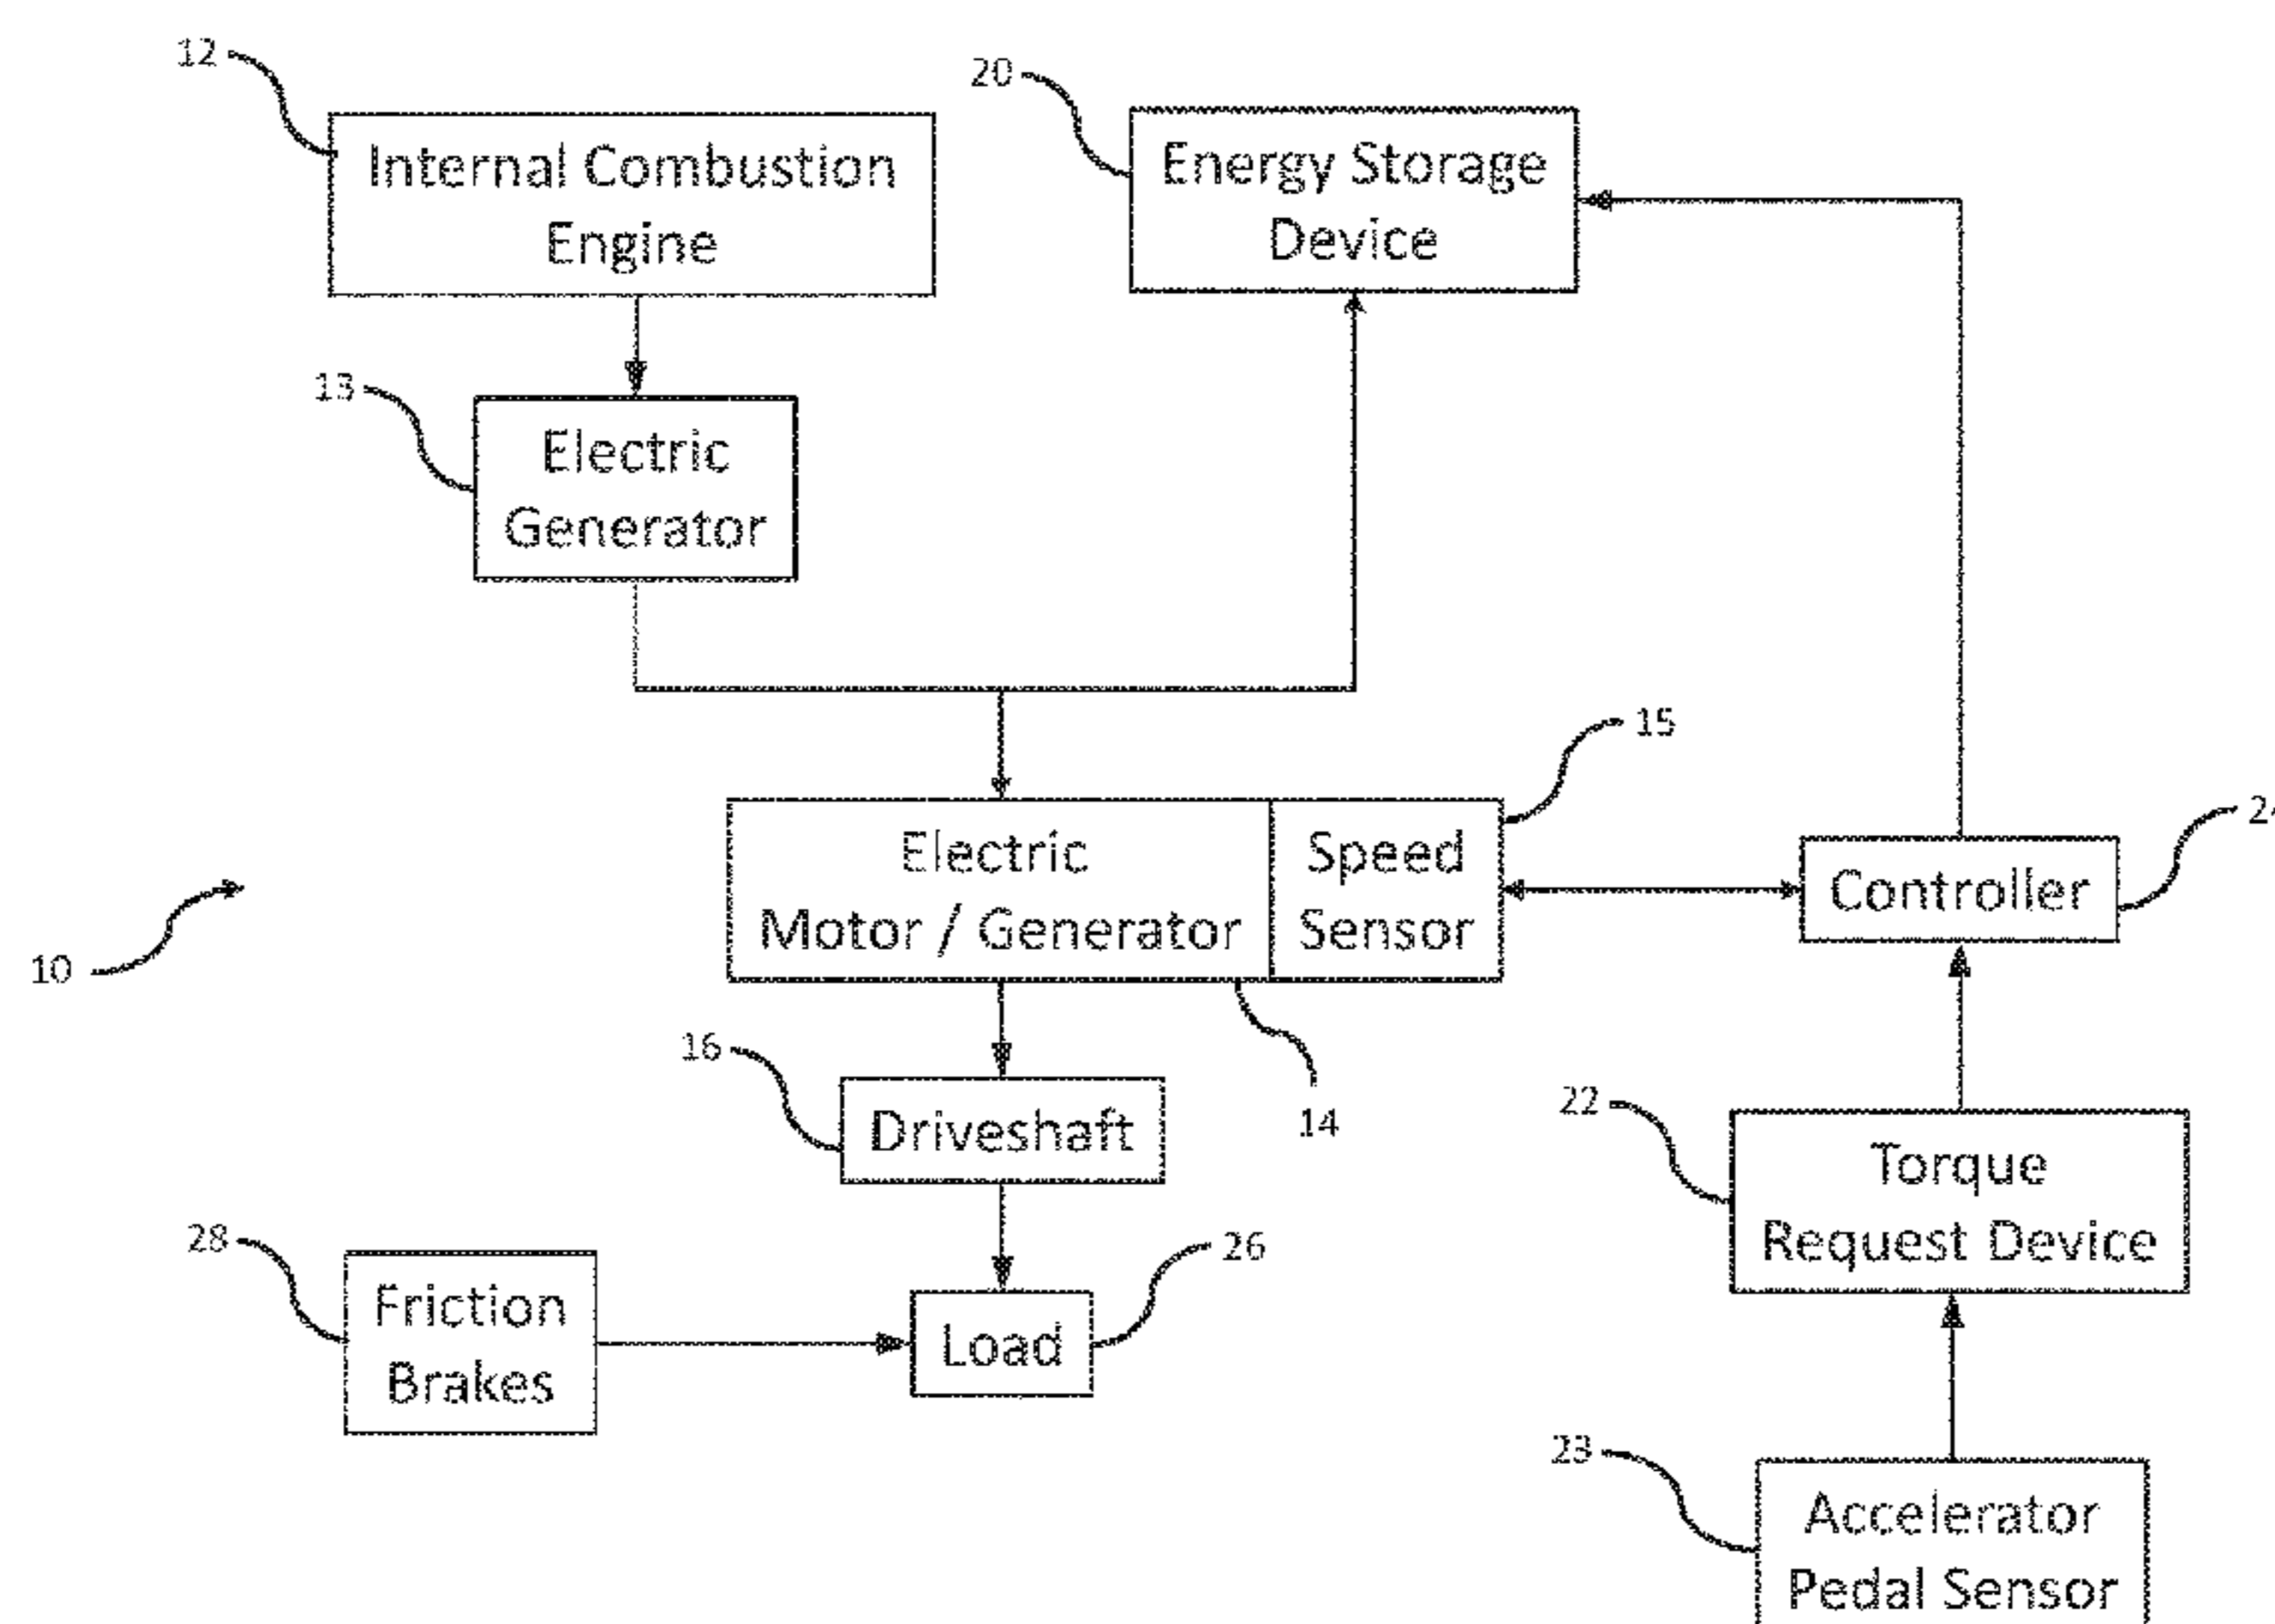 12
Internal Combustion
Engine
20
Energy Storage
Device
13
Electric
Generator
15
Electric
Motor / Generator
Speed
Sensor
Controller
10
16
Driveshaft
14
22
Torque
Request Device
28
Friction
Brakes
26
Load
23
Accelerator
Pedal Sensor